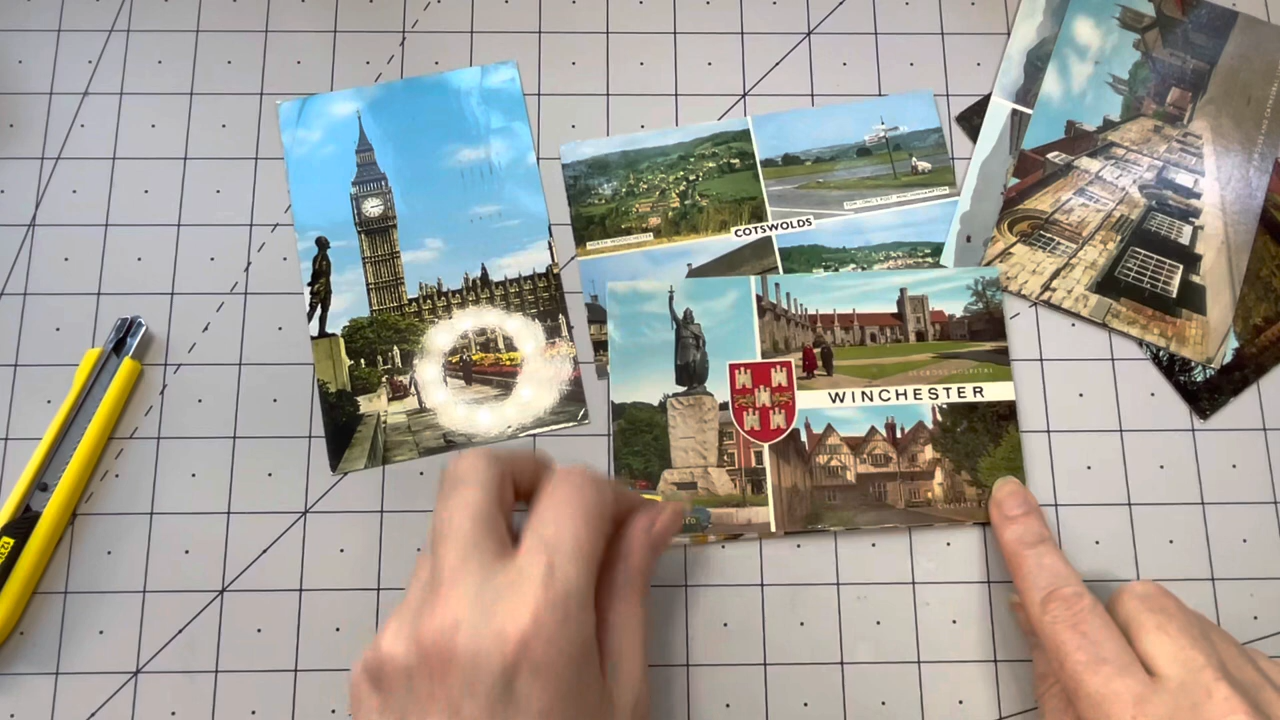 COTSWOLDS
NORTH WOODCHESTER
TOM LONG'S POST, MINCHINHAMPTON
ST CROSS HOSPITAL
WINCHESTER